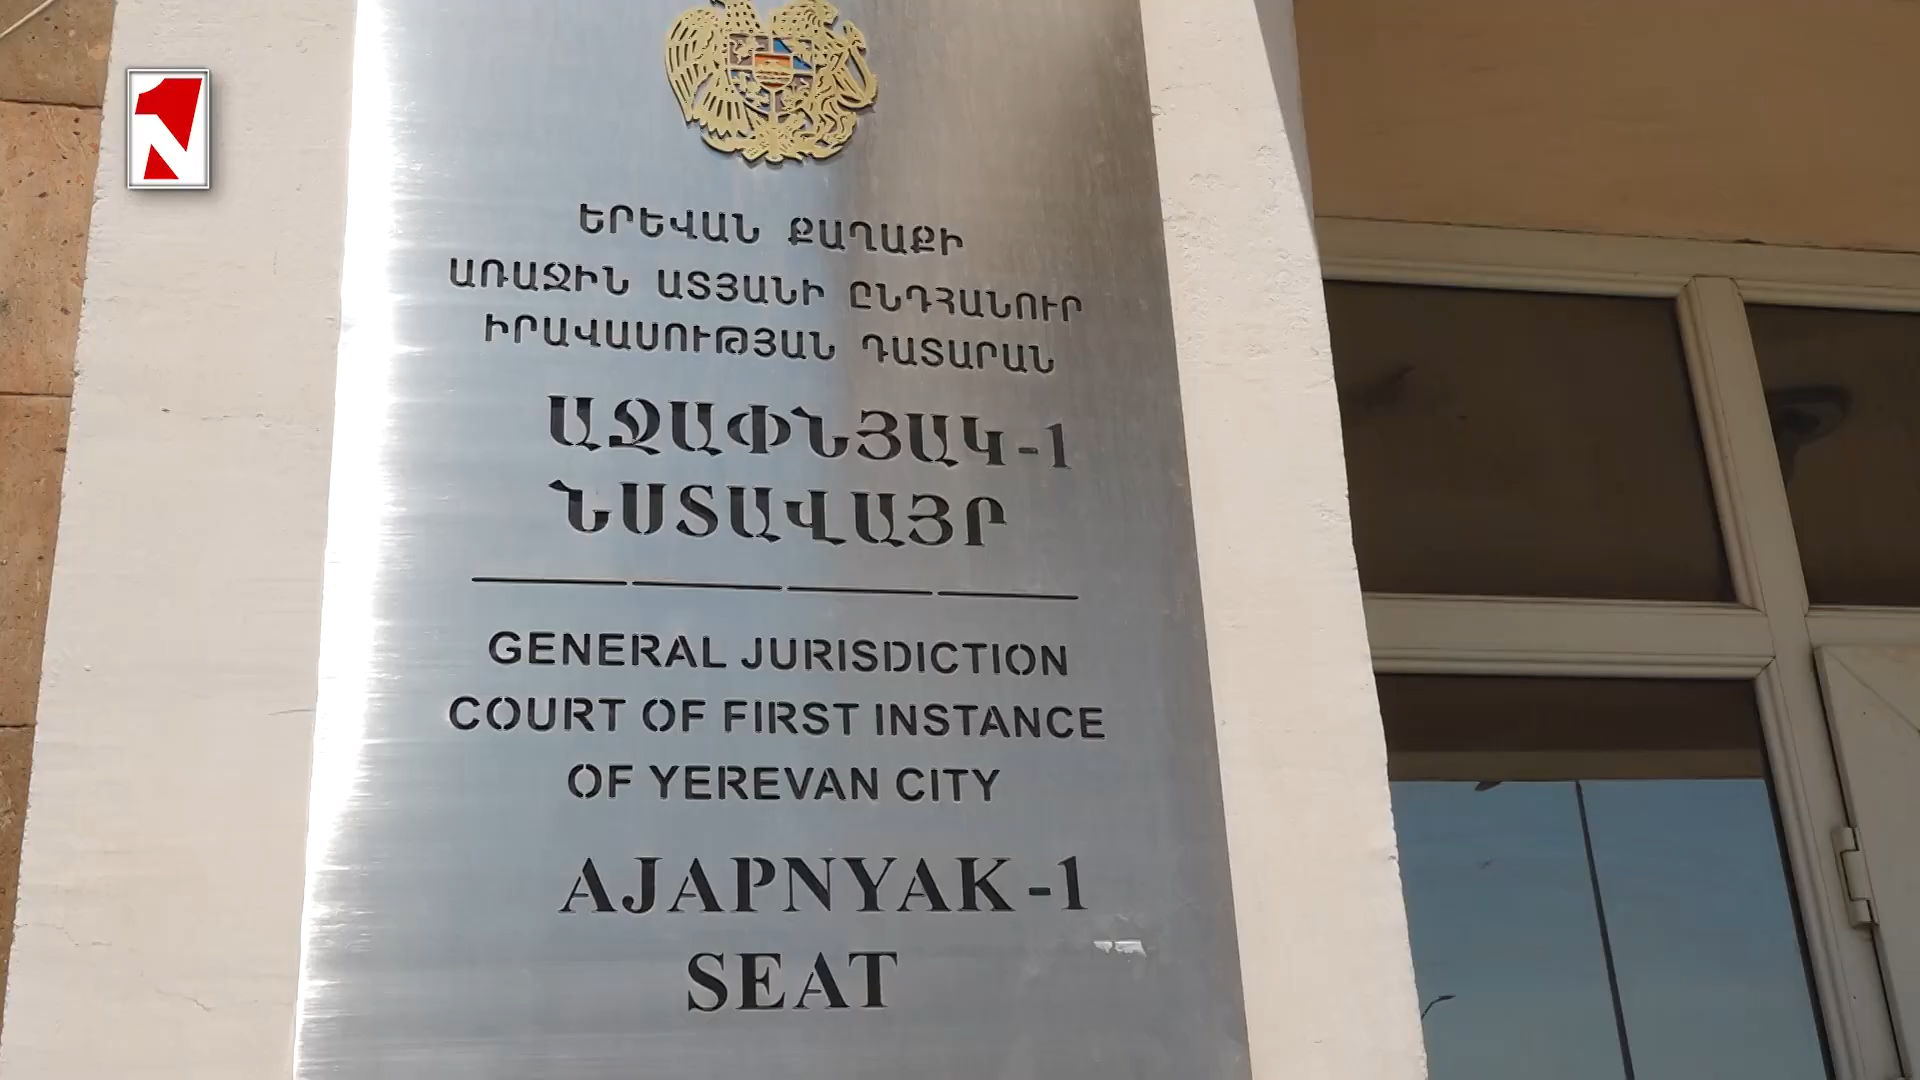 1N
ԵՐԵՎԱՆ ՔԱՂԱՔԻ
ԱՌԱՋԻՆ ԱՏՅԱՆԻ ԸՆԴՀԱՆՈՒՐ
ԻՐԱՎԱՍՈՒԹՅԱՆ ԴԱՏԱՐԱՆ
ԱՋԱՓՆՅԱԿ-1
ՆՍՏԱՎԱՅՐ
GENERAL JURISDICTION
COURT OF FIRST INSTANCE
OF YEREVAN CITY
AJAPNYAK-1
SEAT